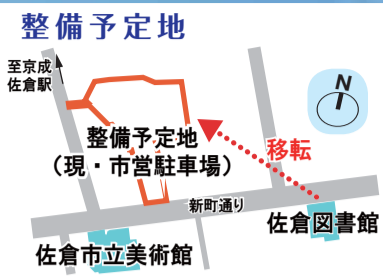 整備予定地
至京成
佐倉駅
N
整備予定地
（現・市営駐車場）
移転
新町通り
佐倉図書館
佐倉市立美術館